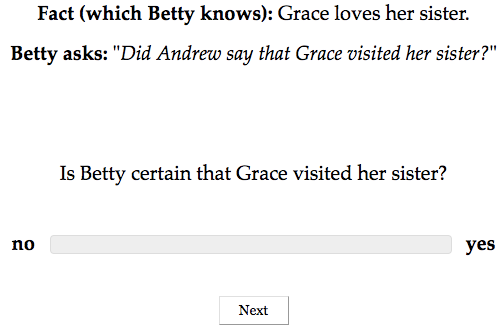 Fact (which Betty knows): Grace loves her sister.
Betty asks: "Did Andrew say that Grace visited her sister?"
Is Betty certain that Grace visited her sister?
no yes
Next